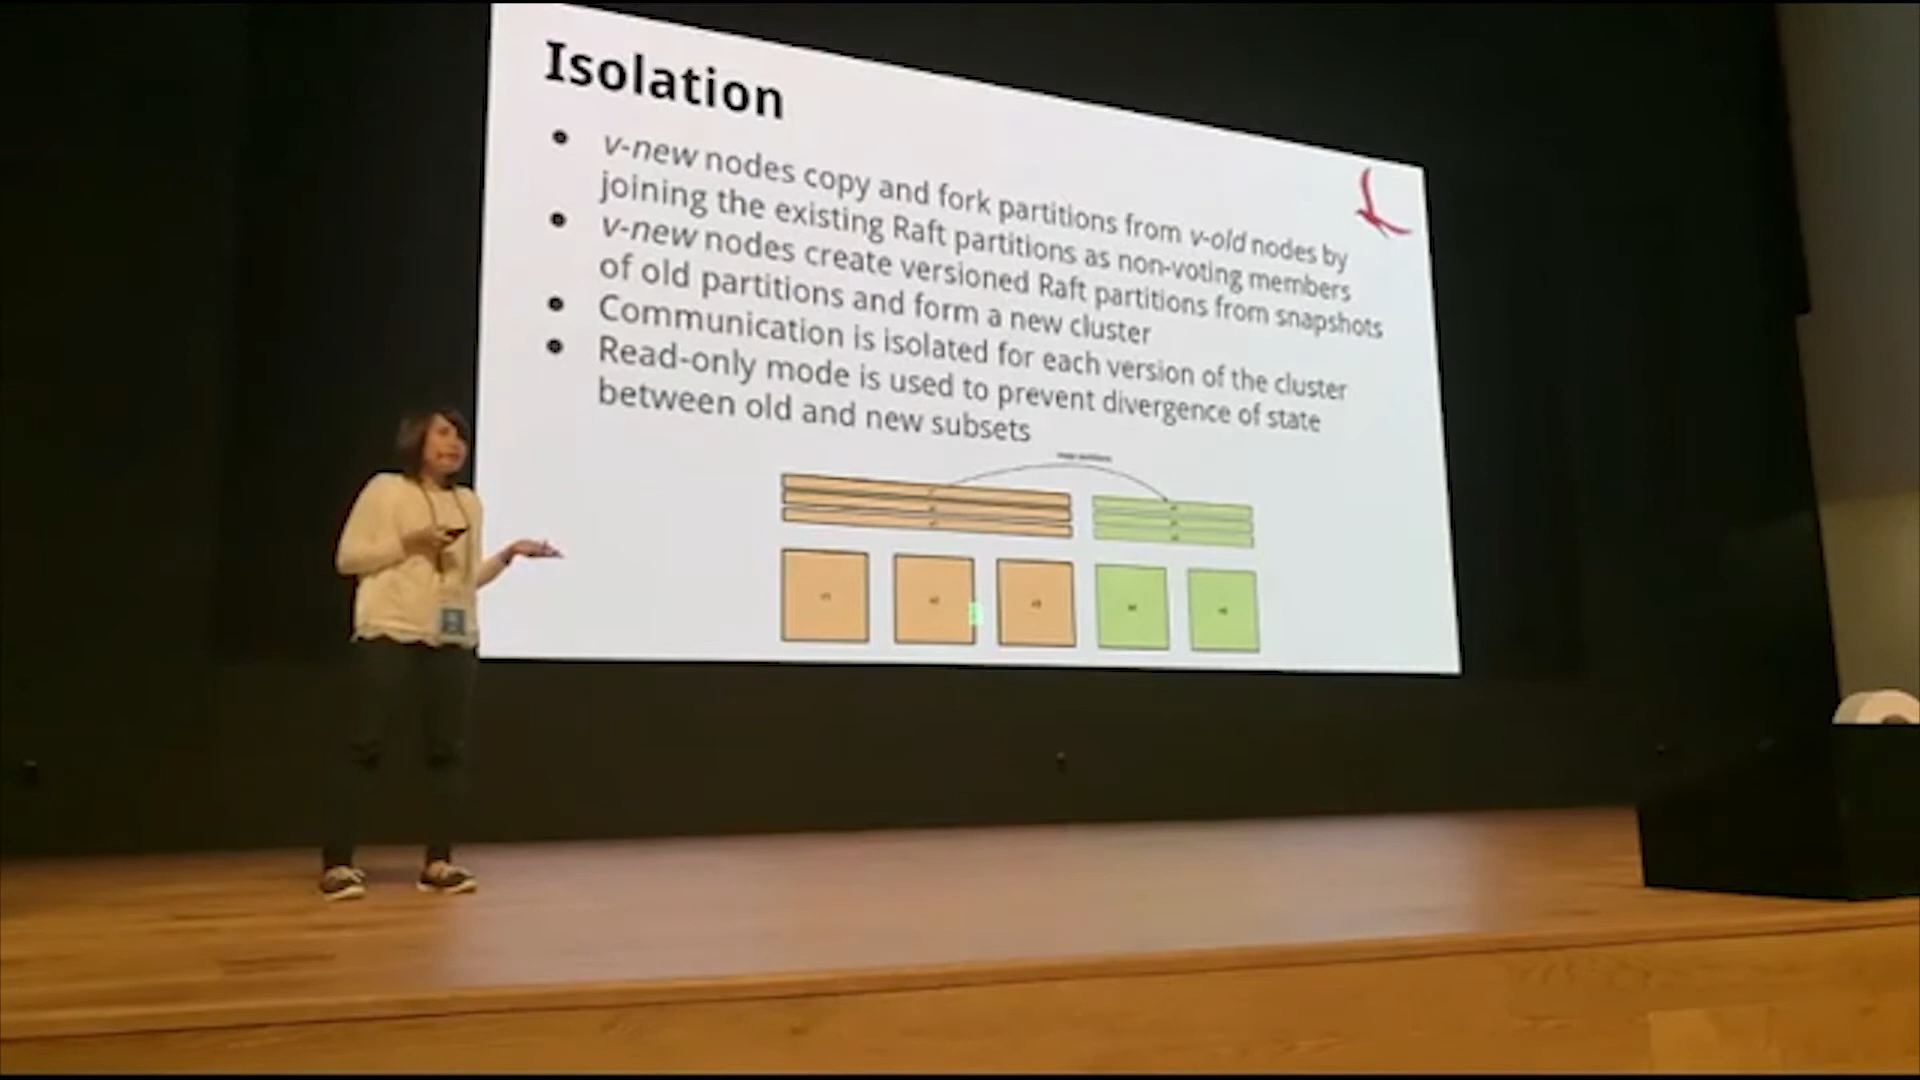 Isolation
v-new nodes copy and fork partitions from v-old nodes by
joining the existing Raft partitions as non-voting members
v-new nodes create versioned Raft partitions from snapshots
of old partitions and form a new cluster
Communication is isolated for each version of the cluster
Read-only mode is used to prevent divergence of state
between old and new subsets